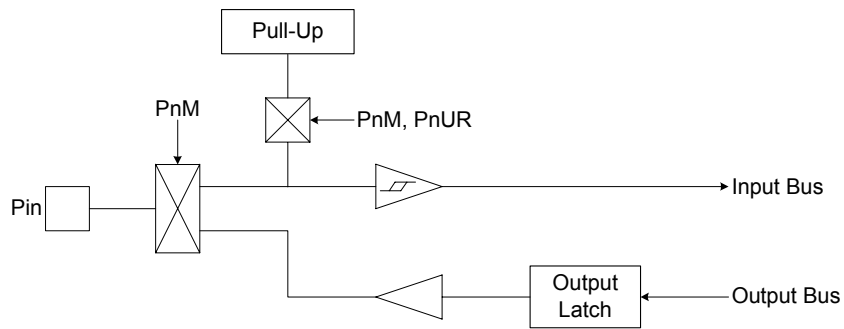 Pull-Up
PnM
PnM, PnUR
Pin
Input Bus
Output
Latch
Output Bus